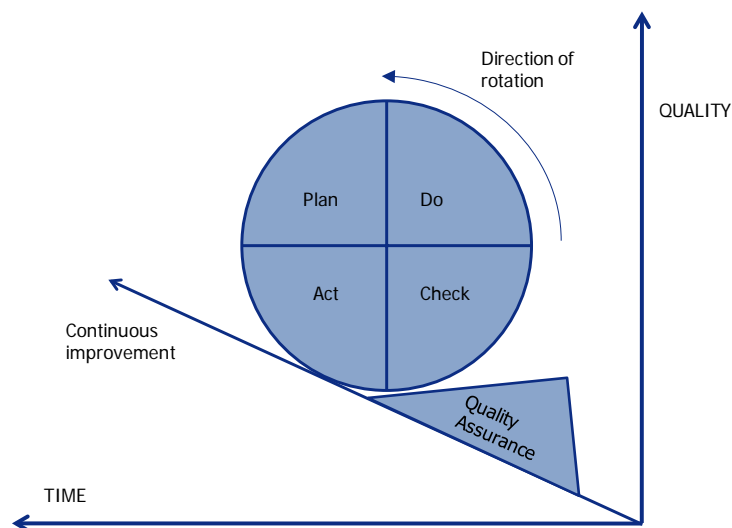 Direction of
rotation
QUALITY
Plan
Do
Act
Check
Continuous
improvement
Quality
Assurance
TIME